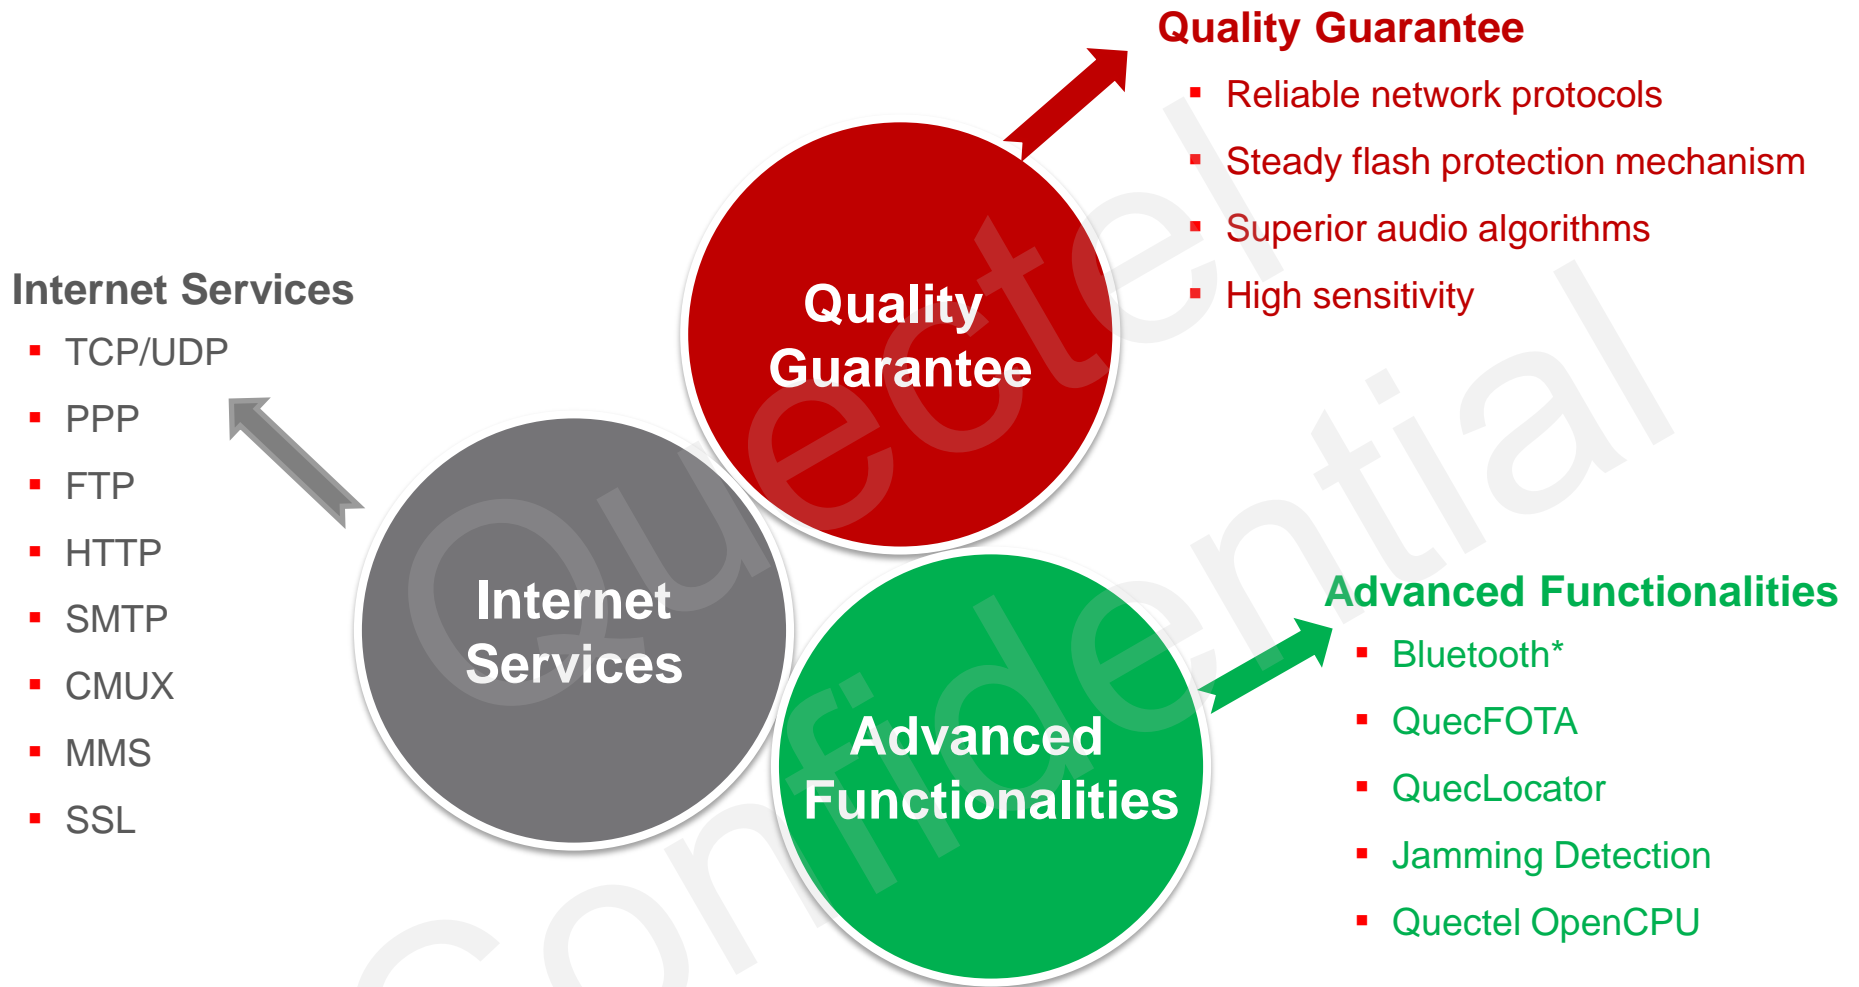 Quality Guarantee
▪ Reliable network protocols
▪ Steady flash protection mechanism
▪ Superior audio algorithms
▪ High sensitivity
Internet Services
▪ TCP/UDP
▪ PPP
▪ FTP
▪ HTTP
▪ SMTP
▪ CMUX
▪ MMS
▪ SSL
Quality
Guarantee
Internet
Services
Advanced
Functionalities
Advanced Functionalities
▪ Bluetooth*
▪ QuecFOTA
▪ QuecLocator
▪ Jamming Detection
▪ Quectel OpenCPU
Quectel
Confidential